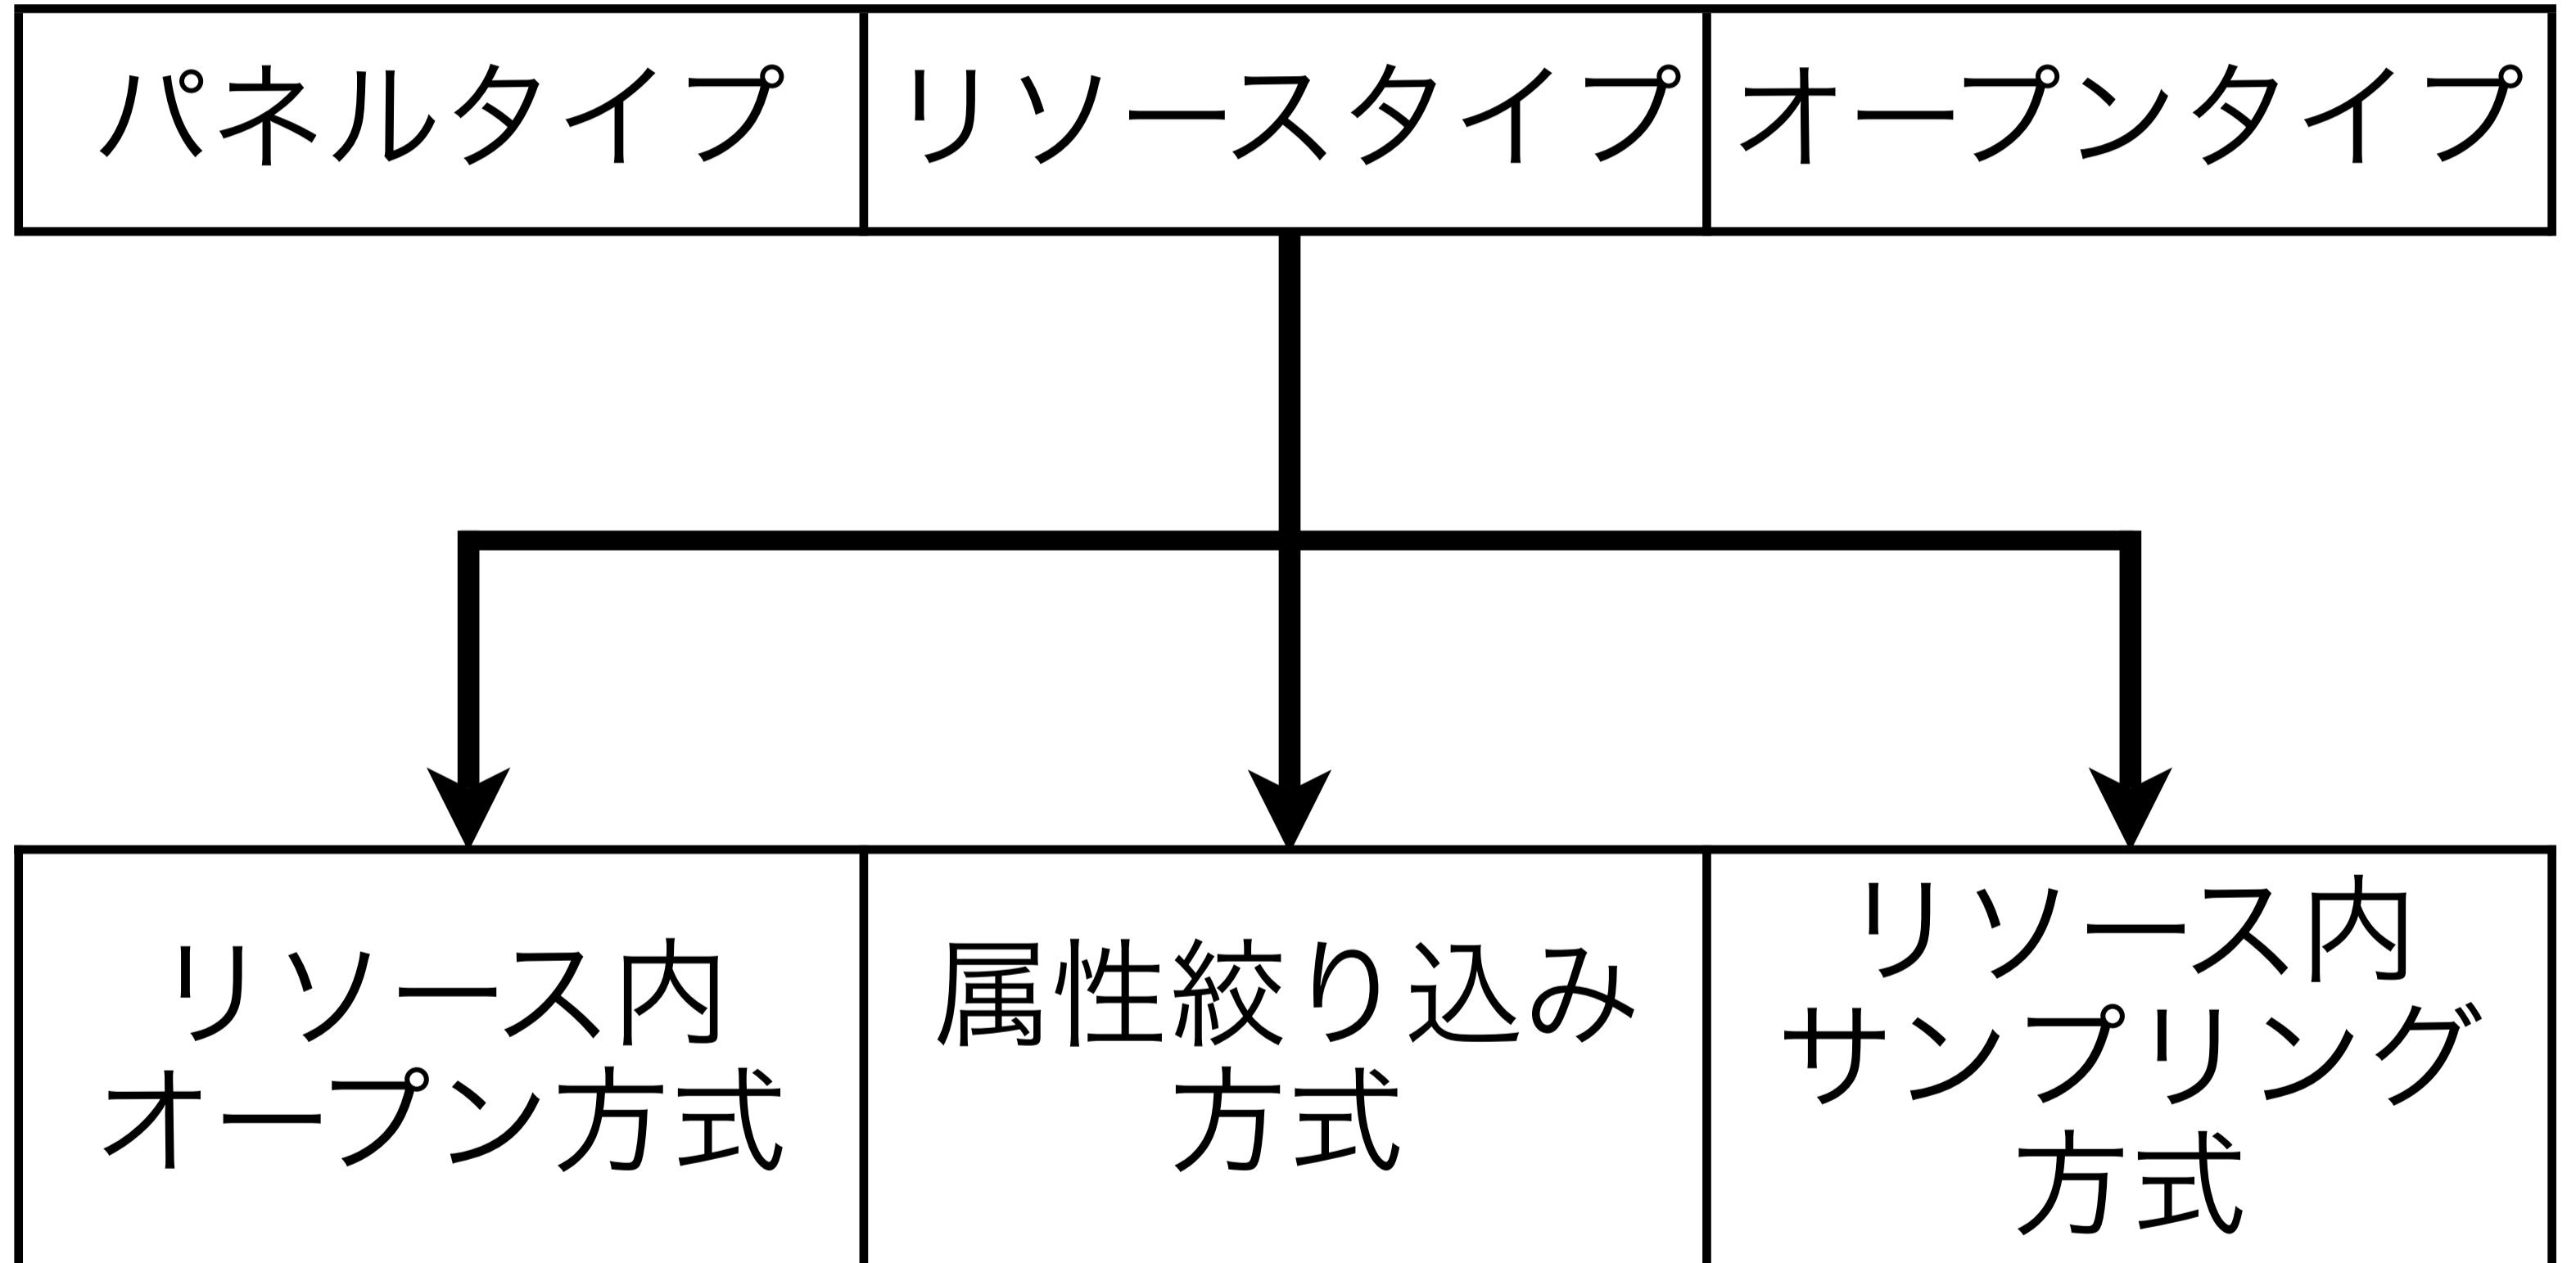 パネルタイプ
リソースタイプ
オープンタイプ
リソース内
オープン方式
属性絞り込み
方式
リソース内
サンプリング
方式